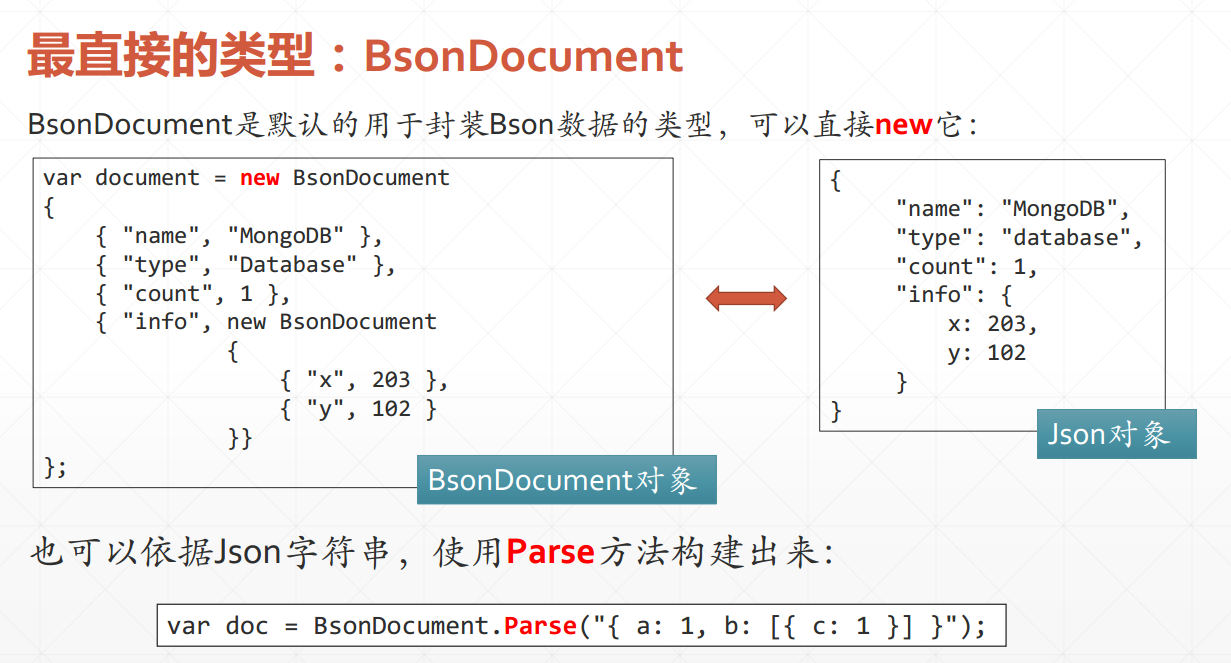 最直接的类型：BsonDocument
BsonDocument是默认的用于封装Bson数据的类型，可以直接new它：
var document = new BsonDocument
{
    { "name", "MongoDB" },
    { "type", "Database" },
    { "count", 1 },
    { "info", new BsonDocument
              {
                  { "x", 203 },
                  { "y", 102 }
              }}
};
BsonDocument对象
{
     "name": "MongoDB",
     "type": "database",
     "count": 1,
     "info": {
         x: 203,
         y: 102
     }
}
Json对象
也可以依据Json字符串，使用Parse方法构建出来：
var doc = BsonDocument.Parse("{ a: 1, b: [{ c: 1 }] }");